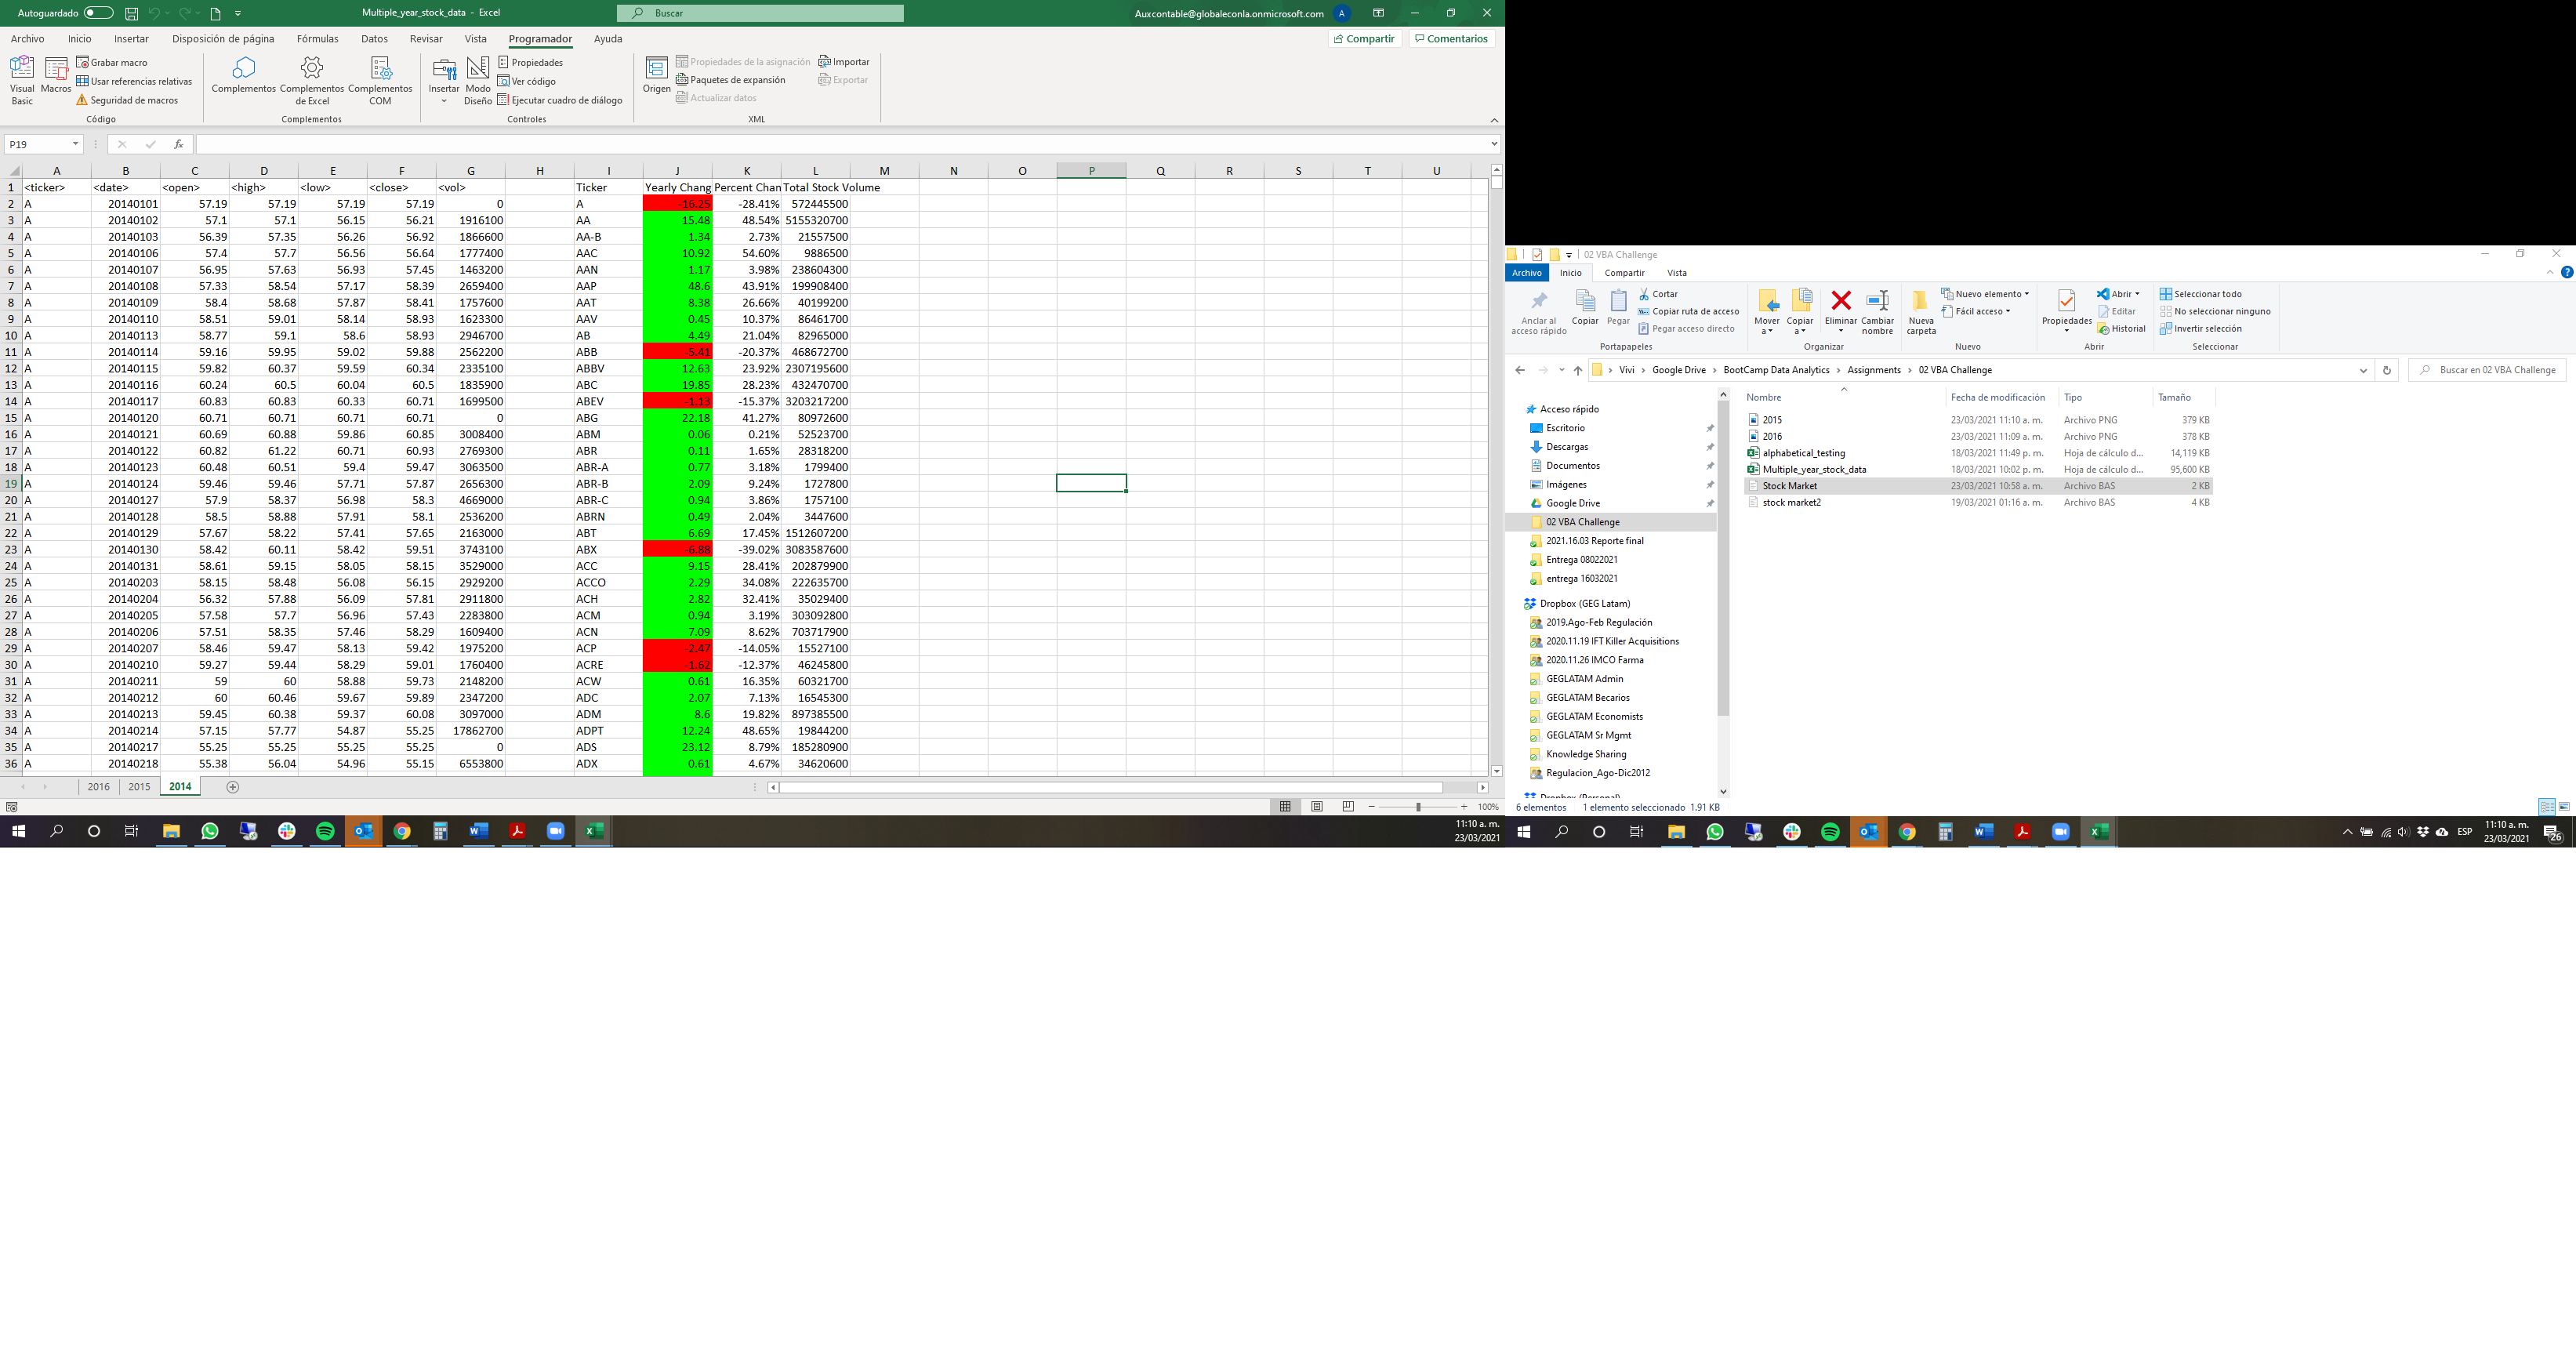 Autoguardado
Multiple_year_stock_data - Excel
Buscar
Auxcontable@globaleconla.onmicrosoft.com
A
Archivo Inicio Insertar Disposición de página Fórmulas Datos Revisar Vista Programador Ayuda
Compartir Comentarios
Visual Basic
Macros
Grabar macro
Usar referencias relativas
Seguridad de macros
Código
Complementos
Complementos de Excel
Complementos COM
Complementos
Insertar
Modo Diseño
Propiedades
Ver código
Ejecutar cuadro de diálogo
Controles
Origen
Propiedades de la asignación
Paquetes de expansión
Actualizar datos
Importar
Exportar
XML
P19
fx
A B C D E F G H I J K L M N O P Q R S T U
1 <ticker> <date> <open> <high> <low> <close> <vol> Ticker Yearly Chang Percent Chan Total Stock Volume
2 A 20140101 57.19 57.19 57.19 57.19 0 A -16.25 -28.41% 572445500
3 A 20140102 57.1 57.1 56.15 56.21 1916100 AA 15.48 48.54% 5155320700
4 A 20140103 56.39 57.35 56.26 56.92 1866600 AA-B 1.34 2.73% 21557500
5 A 20140106 57.4 57.7 56.56 56.64 1777400 AAC 10.92 54.60% 9886500
6 A 20140107 56.95 57.63 56.93 57.45 1463200 AAN 1.17 3.98% 238604300
7 A 20140108 57.33 58.54 57.17 58.39 2659400 AAP 48.6 43.91% 199908400
8 A 20140109 58.4 58.68 57.87 58.41 1757600 AAT 8.38 26.66% 40199200
9 A 20140110 58.51 59.01 58.14 58.93 1623300 AAV 0.45 10.37% 86461700
10 A 20140113 58.77 59.1 58.6 58.93 2946700 AB 4.49 21.04% 82965000
11 A 20140114 59.16 59.95 59.02 59.88 2562200 ABB -5.41 -20.37% 468672700
12 A 20140115 59.82 60.37 59.59 60.34 2335100 ABBV 12.63 23.92% 2307195600
13 A 20140116 60.24 60.5 60.04 60.5 1835900 ABC 19.85 28.23% 432470700
14 A 20140117 60.83 60.83 60.33 60.71 1699500 ABEV -1.13 -15.37% 3203217200
15 A 20140120 60.71 60.71 60.71 60.71 0 ABG 22.18 41.27% 80972600
16 A 20140121 60.69 60.88 59.86 60.85 3008400 ABM 0.06 0.21% 52523700
17 A 20140122 60.82 61.22 60.71 60.93 2769300 ABR 0.11 1.65% 28318200
18 A 20140123 60.48 60.51 59.4 59.47 3063500 ABR-A 0.77 3.18% 1799400
19 A 20140124 59.46 59.46 57.71 57.87 2656300 ABR-B 2.09 9.24% 1727800
20 A 20140127 57.9 58.37 56.98 58.3 4669000 ABR-C 0.94 3.86% 1757100
21 A 20140128 58.5 58.88 57.91 58.1 2536200 ABRN 0.49 2.04% 3447600
22 A 20140129 57.67 58.22 57.41 57.65 2163000 ABT 6.69 17.45% 1512607200
23 A 20140130 58.42 60.11 58.42 59.51 3743100 ABX -6.88 -39.02% 3083587600
24 A 20140131 58.61 59.15 58.05 58.15 3529000 ACC 9.15 28.41% 202879900
25 A 20140203 58.15 58.48 56.08 56.15 2929200 ACCO 2.29 34.08% 222635700
26 A 20140204 56.32 57.88 56.09 57.81 2911800 ACH 2.82 32.41% 35029400
27 A 20140205 57.58 57.7 56.96 57.43 2283800 ACM 0.94 3.19% 303092800
28 A 20140206 57.51 58.35 57.46 58.29 1609400 ACN 7.09 8.62% 703717900
29 A 20140207 58.46 59.47 58.13 59.42 1975200 ACP -2.47 -14.05% 15527100
30 A 20140210 59.27 59.44 58.29 59.01 1760400 ACRE -1.62 -12.37% 46245800
31 A 20140211 59 60 58.88 59.73 2148200 ACW 0.61 16.35% 60321700
32 A 20140212 60 60.46 59.67 59.89 2347200 ADC 2.07 7.13% 16545300
33 A 20140213 59.45 60.38 59.37 60.08 3097000 ADM 8.6 19.82% 897385500
34 A 20140214 57.15 57.77 54.87 55.25 17862700 ADPT 12.24 48.65% 19844200
35 A 20140217 55.25 55.25 55.25 55.25 0 ADS 23.12 8.79% 185280900
36 A 20140218 55.38 56.04 54.96 55.15 6553800 ADX 0.61 4.67% 34620600
2016 2015 2014
100%
11:10 a. m.
23/03/2021
02 VBA Challenge
Archivo Inicio Compartir Vista
Anclar al acceso rápido
Copiar
Pegar
Cortar
Copiar ruta de acceso
Pegar acceso directo
Portapapeles
Mover a
Copiar a
Eliminar
Cambiar nombre
Organizar
Nueva carpeta
Nuevo elemento
Fácil acceso
Nuevo
Propiedades
Abrir
Editar
Historial
Abrir
Seleccionar todo
No seleccionar ninguno
Invertir selección
Seleccionar
Vivi › Google Drive › BootCamp Data Analytics › Assignments › 02 VBA Challenge
Buscar en 02 VBA Challenge
Acceso rápido
Escritorio
Descargas
Documentos
Imágenes
Google Drive
02 VBA Challenge
2021.16.03 Reporte final
Entrega 08022021
entrega 16032021
Dropbox (GEG Latam)
2019.Ago-Feb Regulación
2020.11.19 IFT Killer Acquisitions
2020.11.26 IMCO Farma
GEGLATAM Admin
GEGLATAM Becarios
GEGLATAM Economists
GEGLATAM Sr Mgmt
Knowledge Sharing
Regulacion_Ago-Dic2012
Dropbox (Personal)
Nombre Fecha de modificación Tipo Tamaño
2015 23/03/2021 11:10 a. m. Archivo PNG 379 KB
2016 23/03/2021 11:09 a. m. Archivo PNG 378 KB
alphabetical_testing 18/03/2021 11:49 p. m. Hoja de cálculo d... 14,119 KB
Multiple_year_stock_data 18/03/2021 10:02 p. m. Hoja de cálculo d... 95,600 KB
Stock Market 23/03/2021 10:58 a. m. Archivo BAS 2 KB
stock market2 19/03/2021 01:16 a. m. Archivo BAS 4 KB
6 elementos 1 elemento seleccionado 1.91 KB
ESP
11:10 a. m.
23/03/2021
26